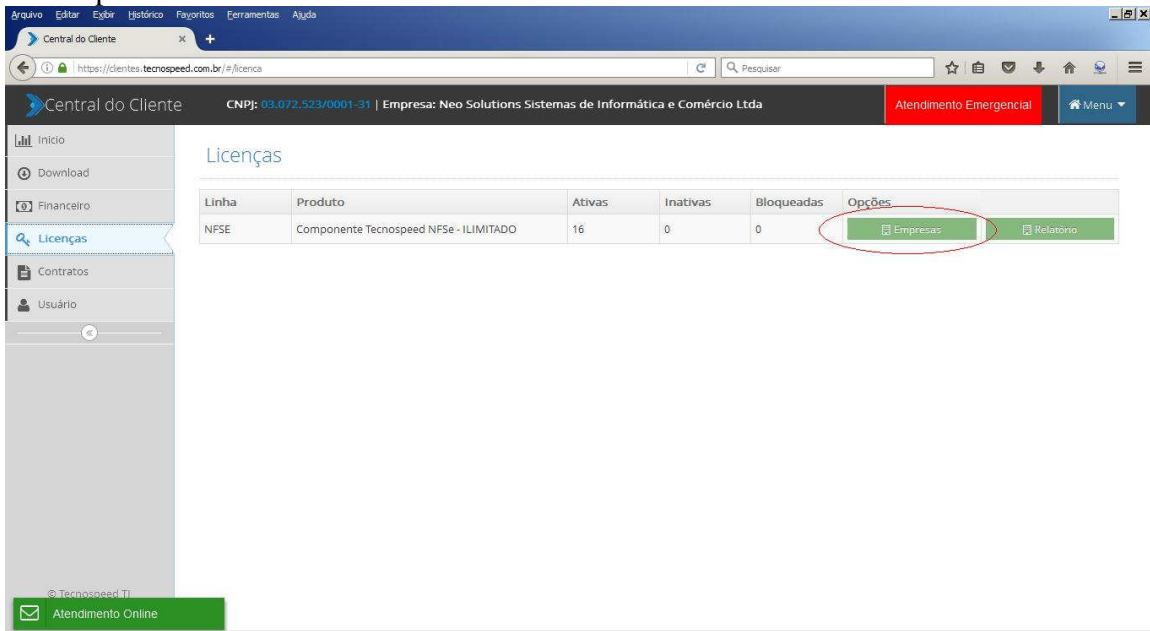 Arquivo Editar Exibir Histórico Favoritos Ferramentas Ajuda
Central do Cliente × +
https://clientes.tecnospeed.com.br/#/licenca
Pesquisar
Central do Cliente
CNPJ: 03.072.523/0001-31 | Empresa: Neo Solutions Sistemas de Informática e Comércio Ltda
Atendimento Emergencial
Menu
Inicio
Download
Financeiro
Licenças
Contratos
Usuário
Licenças
Linha Produto Ativas Inativas Bloqueadas Opções
NFSE Componente Tecnospeed NFSe - ILIMITADO 16 0 0 Empresas Relatório
© Tecnospeed TI
Atendimento Online